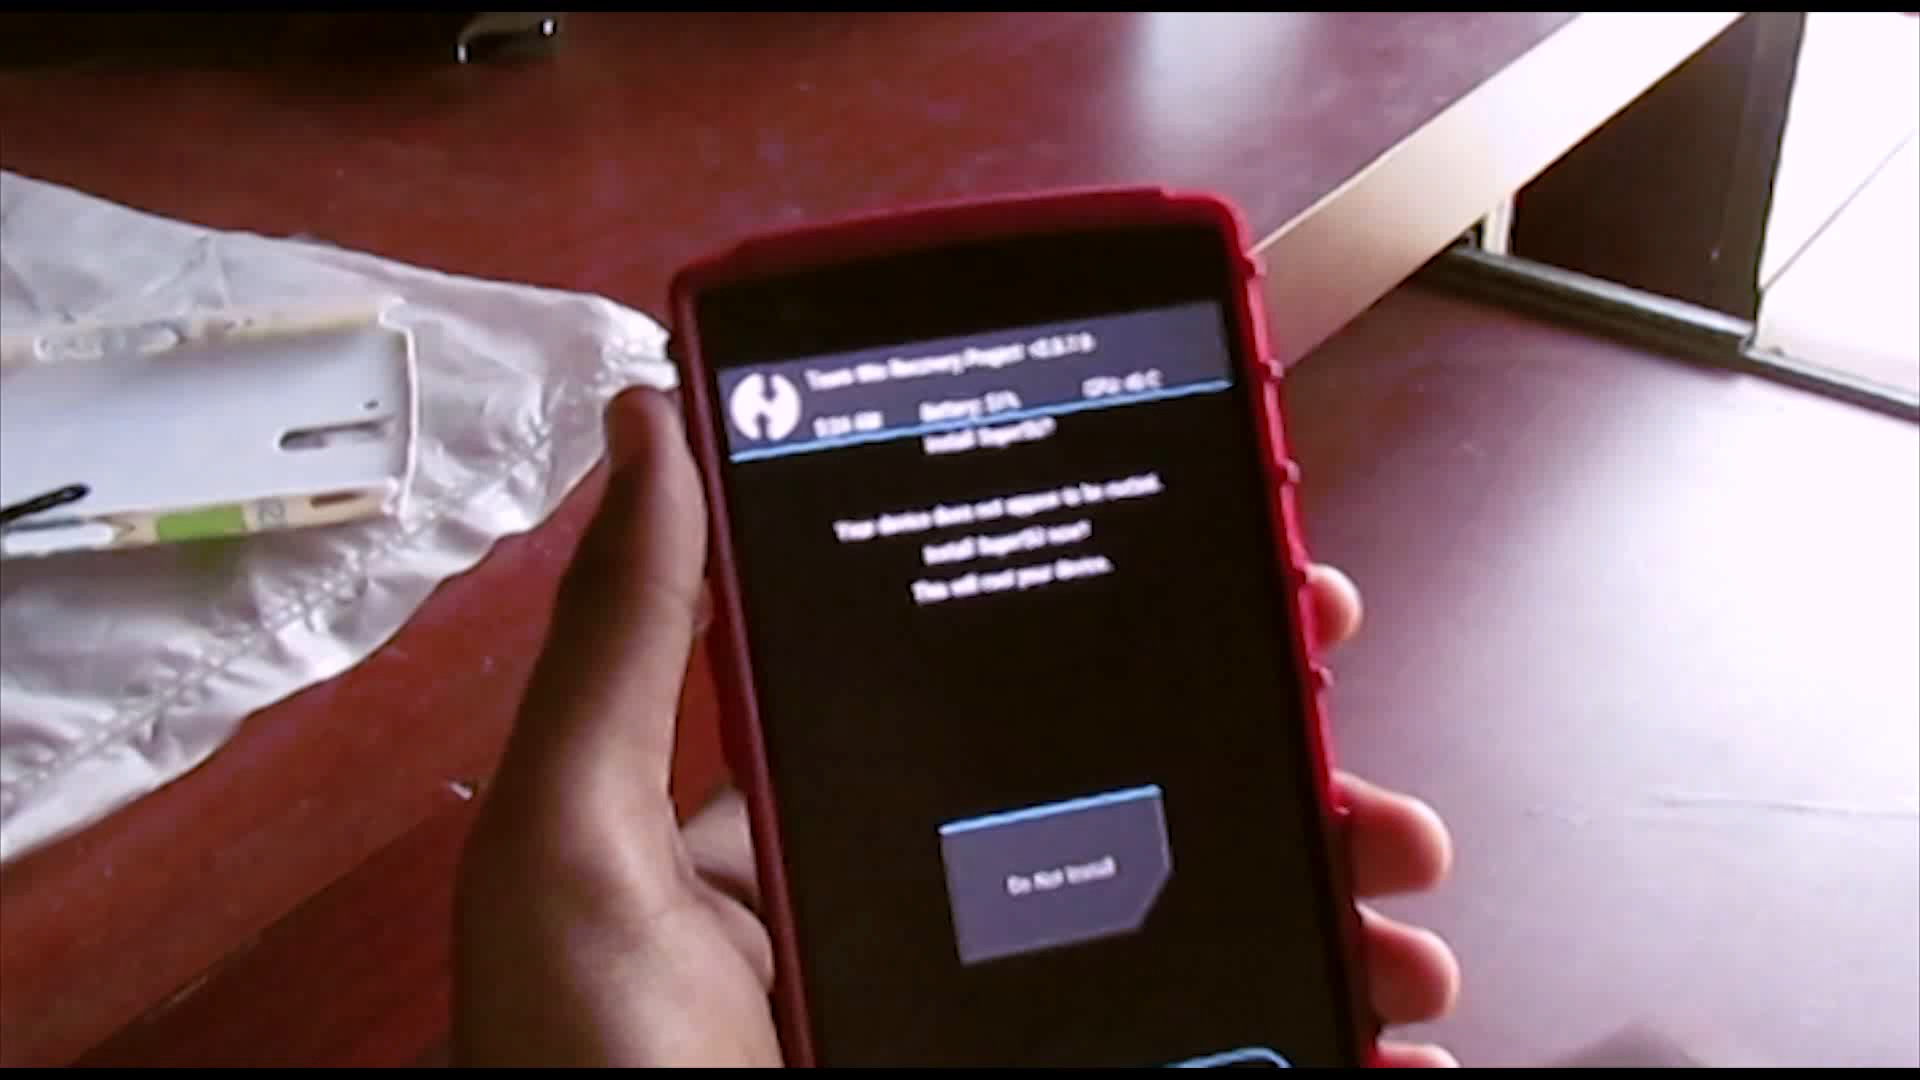 Team Win Recovery Project
Battery: 51%
Install SuperSU?
Your device does not appear to be rooted.
Install SuperSU now?
This will root your device.
Do Not Install